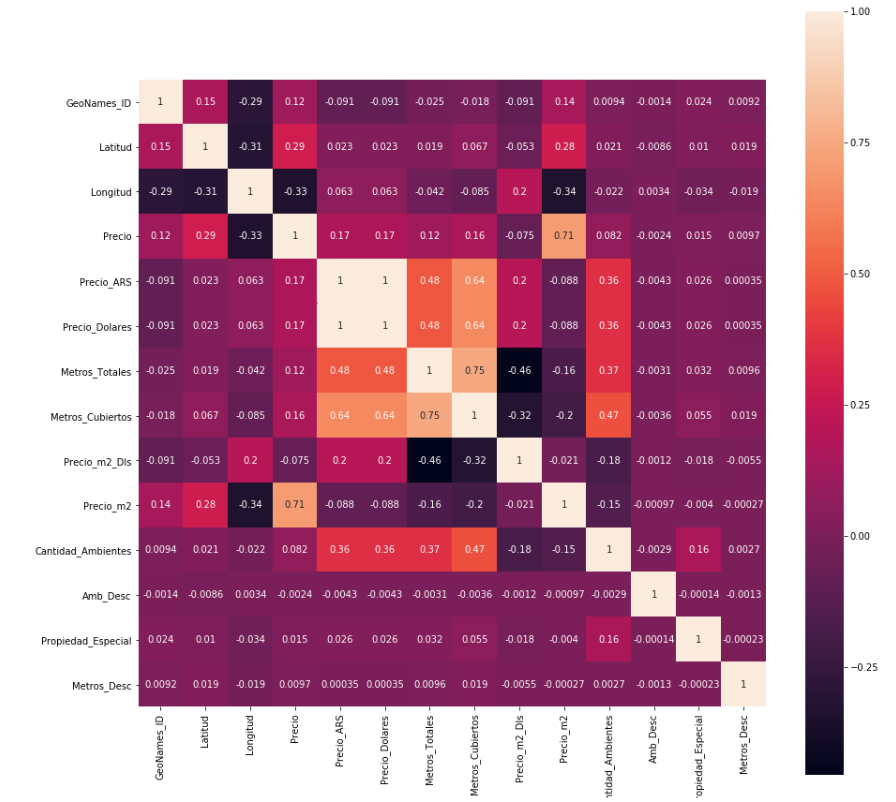 1.00
0.75
0.50
0.25
0.00
−0.25
GeoNames_ID 1 0.15 -0.29 0.12 -0.091 -0.091 -0.025 -0.018 -0.091 0.14 0.0094 -0.0014 0.024 0.0092
Latitud 0.15 1 -0.31 0.29 0.023 0.023 0.019 0.067 -0.053 0.28 0.021 -0.0086 0.01 0.019
Longitud -0.29 -0.31 1 -0.33 0.063 0.063 -0.042 -0.085 0.2 -0.34 -0.022 0.0034 -0.034 -0.019
Precio 0.12 0.29 -0.33 1 0.17 0.17 0.12 0.16 -0.075 0.71 0.082 -0.0024 0.015 0.0097
Precio_ARS -0.091 0.023 0.063 0.17 1 1 0.48 0.64 0.2 -0.088 0.36 -0.0043 0.026 0.00035
Precio_Dolares -0.091 0.023 0.063 0.17 1 1 0.48 0.64 0.2 -0.088 0.36 -0.0043 0.026 0.00035
Metros_Totales -0.025 0.019 -0.042 0.12 0.48 0.48 1 0.75 -0.46 -0.16 0.37 -0.0031 0.032 0.0096
Metros_Cubiertos -0.018 0.067 -0.085 0.16 0.64 0.64 0.75 1 -0.32 -0.2 0.47 -0.0036 0.055 0.019
Precio_m2_Dls -0.091 -0.053 0.2 -0.075 0.2 0.2 -0.46 -0.32 1 -0.021 -0.18 -0.0012 -0.018 -0.0055
Precio_m2 0.14 0.28 -0.34 0.71 -0.088 -0.088 -0.16 -0.2 -0.021 1 -0.15 -0.00097 -0.004 -0.00027
Cantidad_Ambientes 0.0094 0.021 -0.022 0.082 0.36 0.36 0.37 0.47 -0.18 -0.15 1 -0.0029 0.16 0.0027
Amb_Desc -0.0014 -0.0086 0.0034 -0.0024 -0.0043 -0.0043 -0.0031 -0.0036 -0.0012 -0.00097 -0.0029 1 -0.00014 -0.0013
Propiedad_Especial 0.024 0.01 -0.034 0.015 0.026 0.026 0.032 0.055 -0.018 -0.004 0.16 -0.00014 1 -0.00023
Metros_Desc 0.0092 0.019 -0.019 0.0097 0.00035 0.00035 0.0096 0.019 -0.0055 -0.00027 0.0027 -0.0013 -0.00023 1
GeoNames_ID
Latitud
Longitud
Precio
Precio_ARS
Precio_Dolares
Metros_Totales
Metros_Cubiertos
Precio_m2_Dls
Precio_m2
ntidad_Ambientes
Amb_Desc
ropiedad_Especial
Metros_Desc